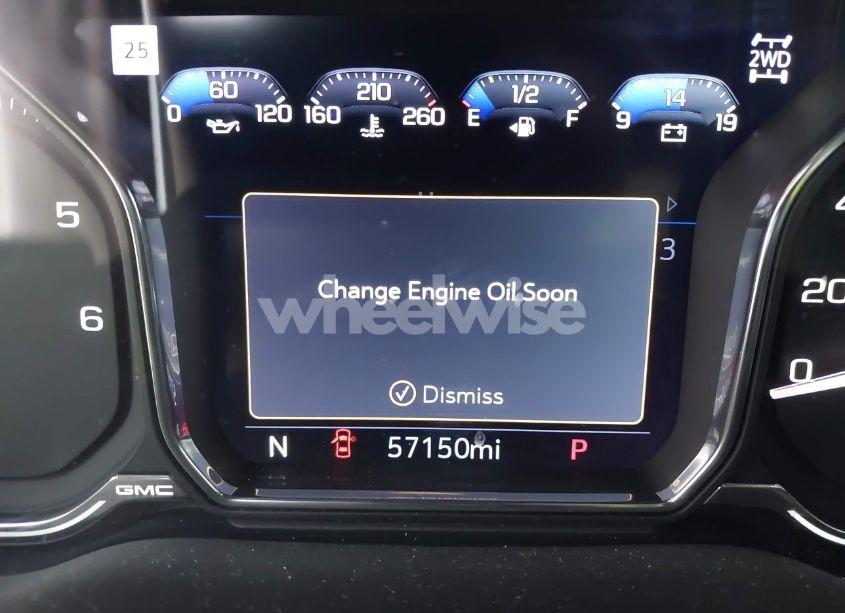 25
60
0 120
210
160 260
1/2
E F
14
9 19
2WD
5
6
3
Change Engine Oil Soon
wheelwise
Dismiss
N 57150mi P
GMC
20
0